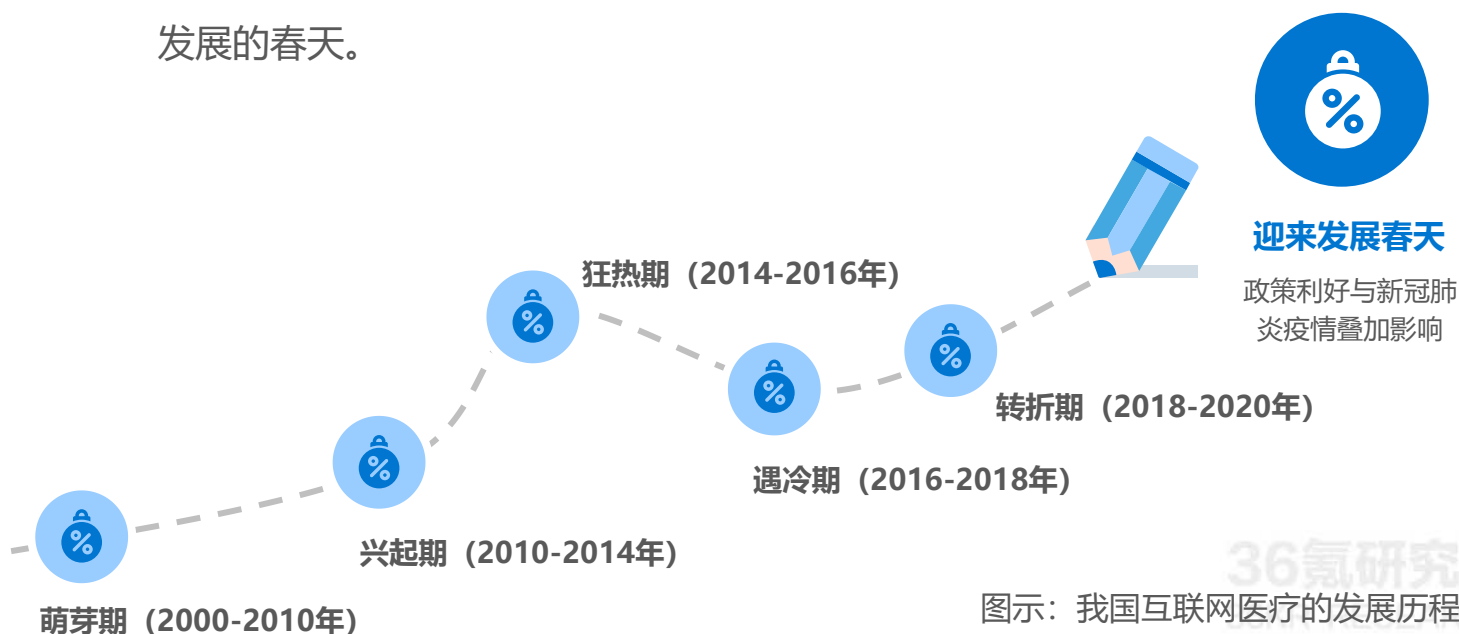 发展的春天。
迎来发展春天
政策利好与新冠肺
炎疫情叠加影响
狂热期（2014-2016年）
转折期（2018-2020年）
遇冷期（2016-2018年）
兴起期（2010-2014年）
萌芽期（2000-2010年）
36氪研究
图示：我国互联网医疗的发展历程